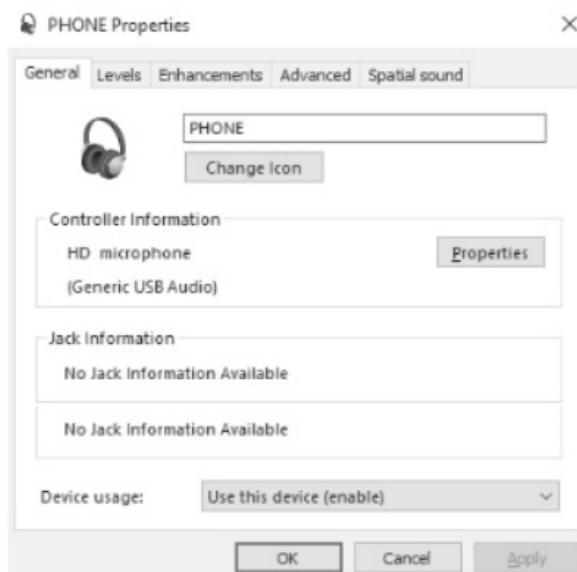 PHONE Properties
General Levels Enhancements Advanced Spatial sound
PHONE
Change Icon
Controller Information
HD microphone
Properties
(Generic USB Audio)
Jack Information
No Jack Information Available
No Jack Information Available
Device usage: Use this device (enable)
OK Cancel Apply